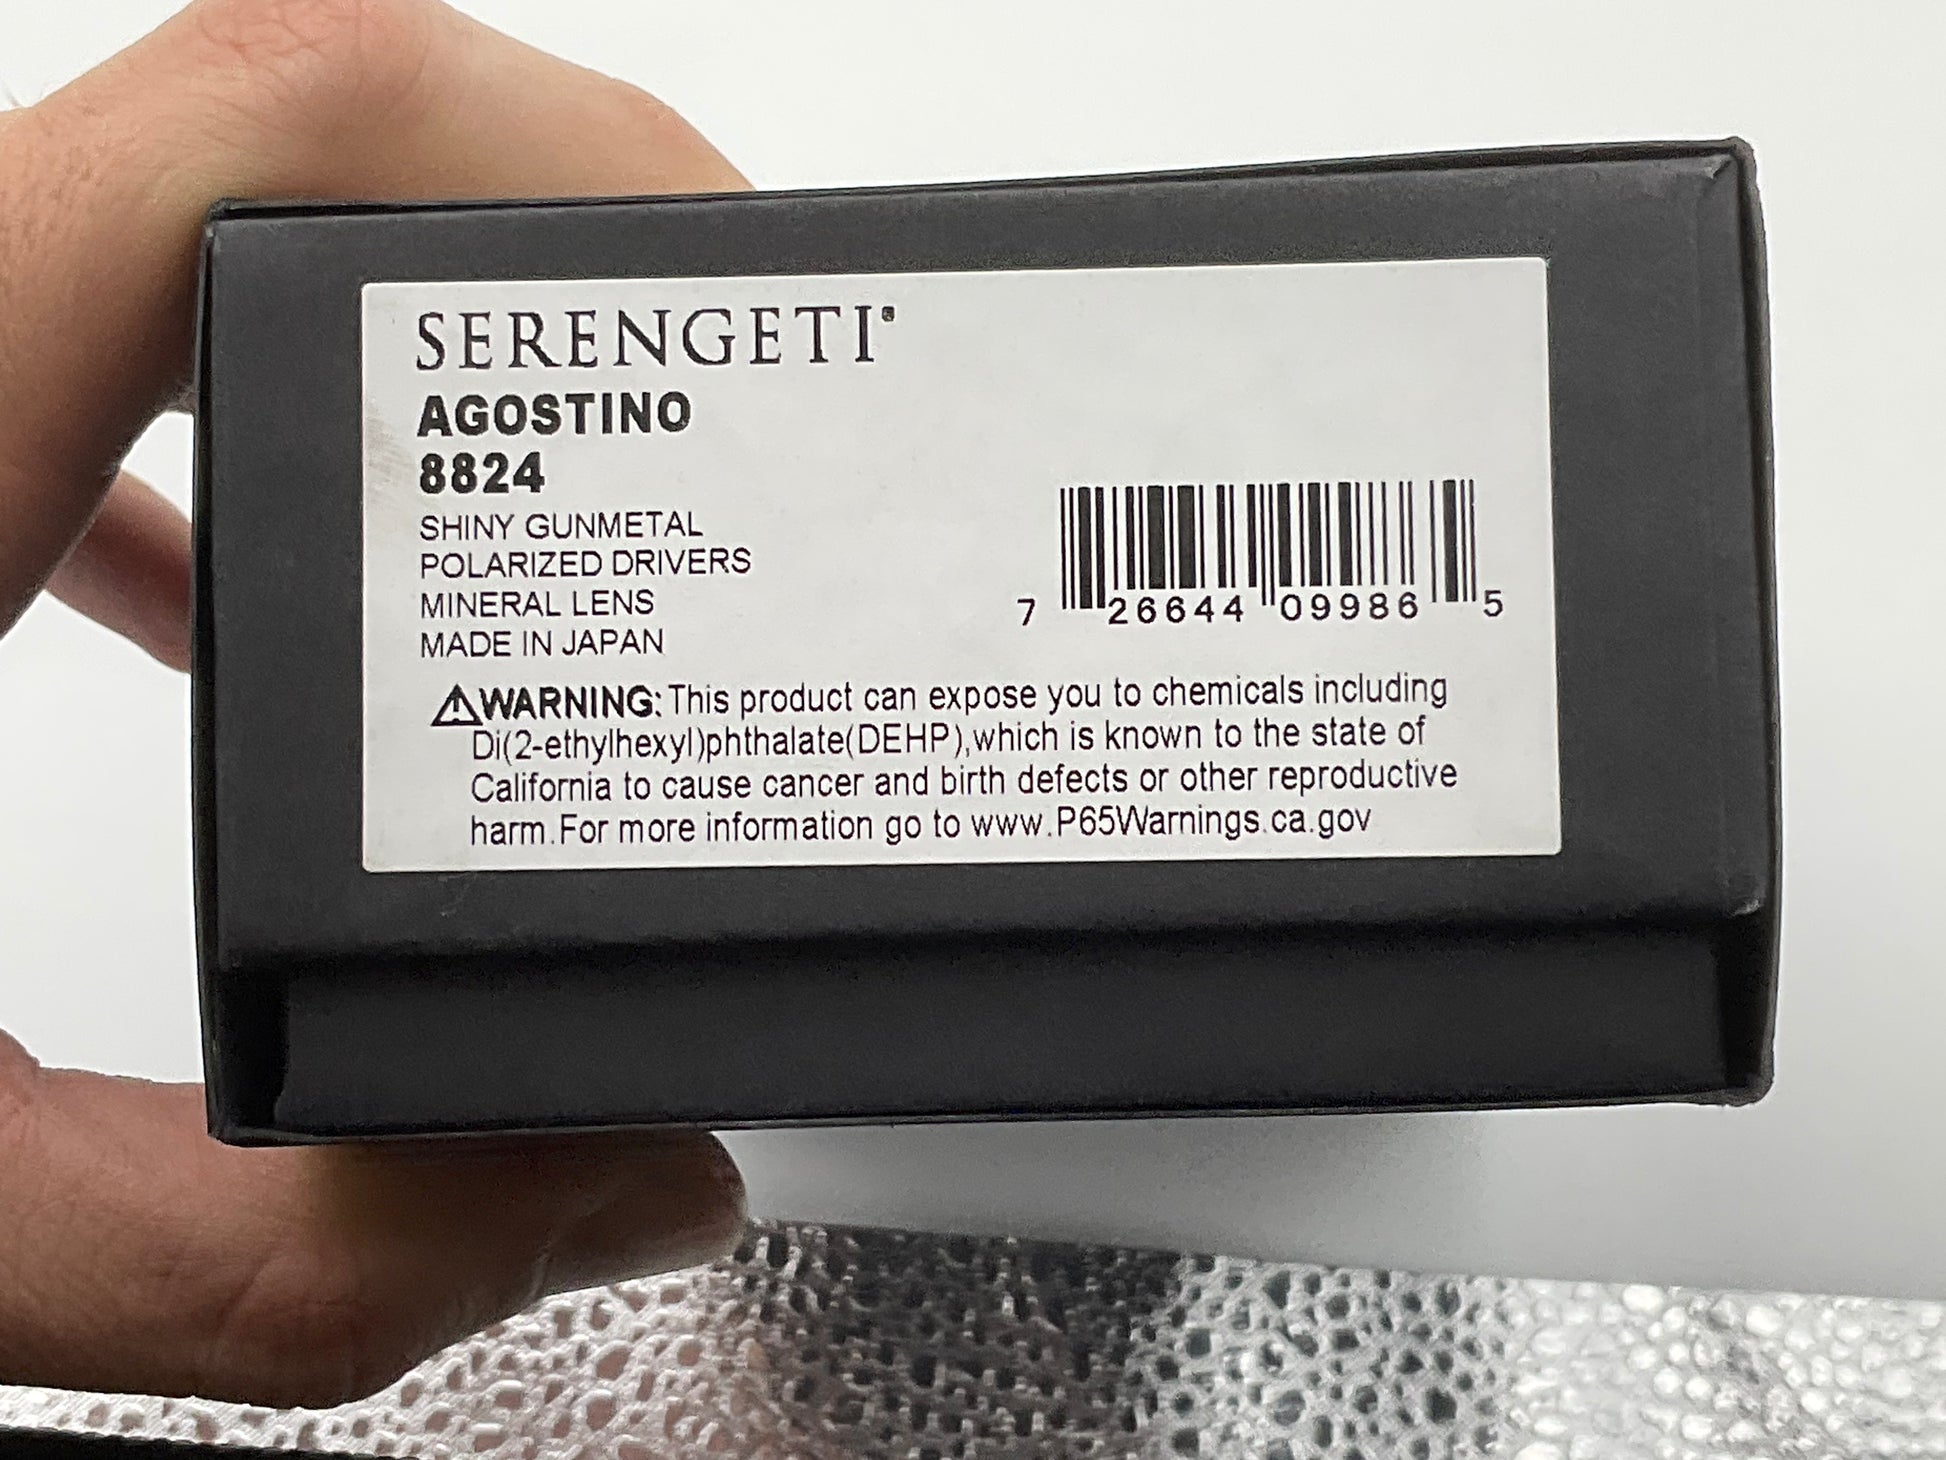 SERENGETI®
AGOSTINO
8824
SHINY GUNMETAL
POLARIZED DRIVERS
MINERAL LENS
MADE IN JAPAN
7 26644 09986 5
⚠WARNING: This product can expose you to chemicals including
Di(2-ethylhexyl)phthalate(DEHP),which is known to the state of
California to cause cancer and birth defects or other reproductive
harm.For more information go to www.P65Warnings.ca.gov